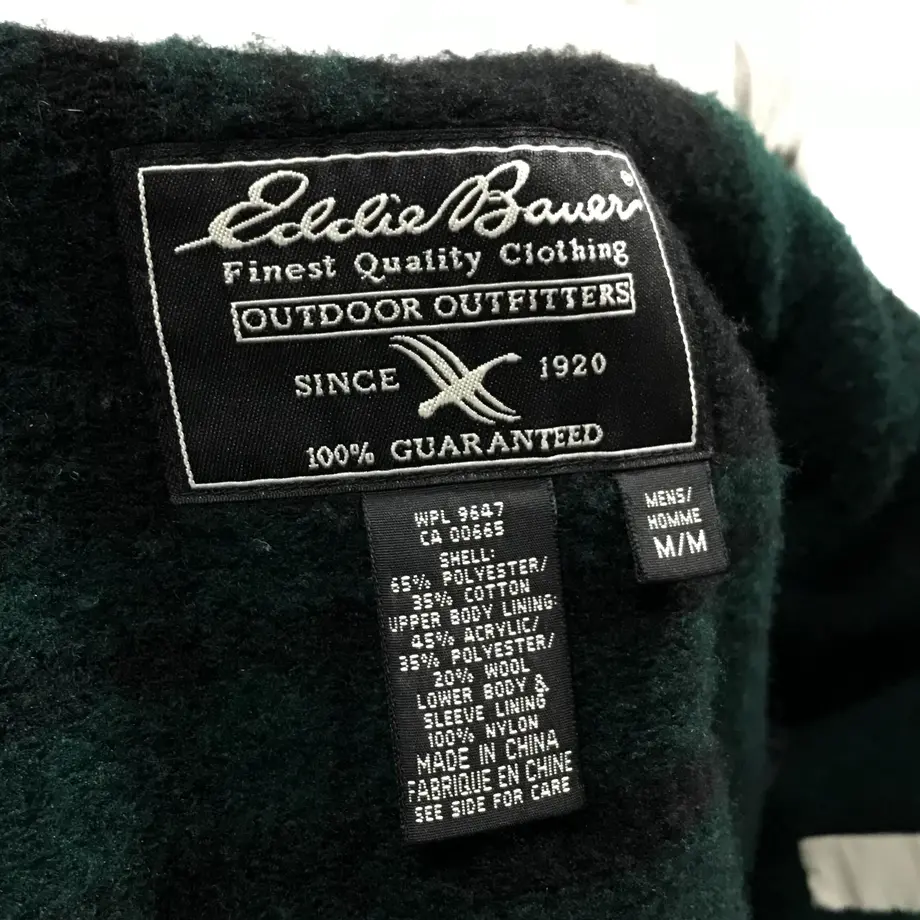 Eddie Bauer®
Finest Quality Clothing
OUTDOOR OUTFITTERS
SINCE 1920
100% GUARANTEED
WPL 9647
CA 00665
SHELL:
65% POLYESTER/
35% COTTON
UPPER BODY LINING:
45% ACRYLIC/
35% POLYESTER/
20% WOOL
LOWER BODY &
SLEEVE LINING
100% NYLON
MADE IN CHINA
FABRIQUE EN CHINE
SEE SIDE FOR CARE
MENS/
HOMME
M/M